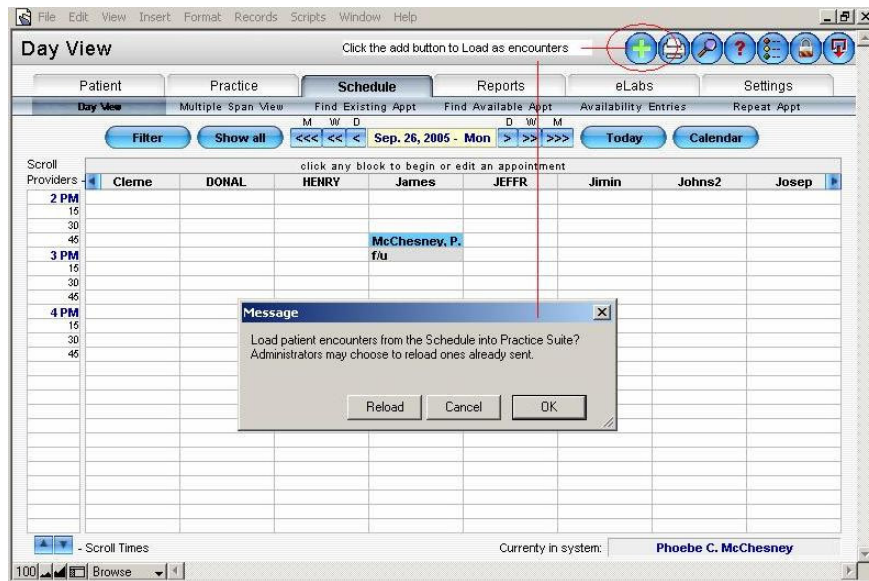 File Edit View Insert Format Records Scripts Window Help
Day View
Click the add button to Load as encounters
Patient Practice Schedule Reports eLabs Settings
Day View Multiple Span View Find Existing Appt Find Available Appt Availability Entries Repeat Appt
M W D D W M
Filter Show all <<< << < Sep. 26, 2005 - Mon > >> >>> Today Calendar
Scroll
click any block to begin or edit an appointment
Providers - Cleme DONAL HENRY James JEFFR Jimin Johns2 Josep
2 PM
15
30
45 McChesney, P.
3 PM f/u
15
30
45
4 PM
15
30
45
Message
Load patient encounters from the Schedule into Practice Suite?
Administrators may choose to reload ones already sent.
Reload Cancel OK
- Scroll Times Currenty in system: Phoebe C. McChesney
100 Browse